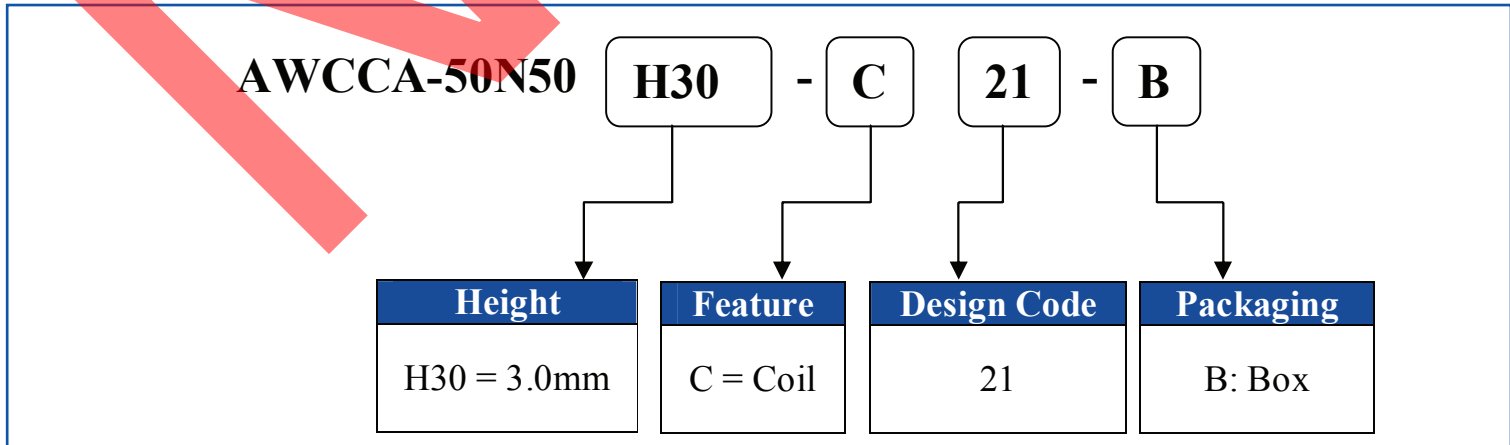 AWCCA-50N50 H30 - C 21 - B
Height Feature Design Code Packaging
H30 = 3.0mm C = Coil 21 B: Box